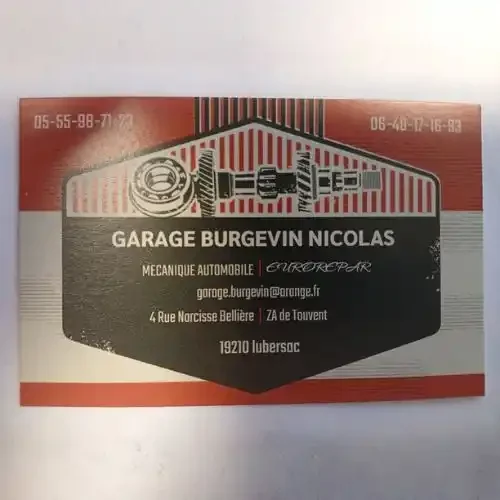 05-55-98-71-23
06-40-17-16-93
GARAGE BURGEVIN NICOLAS
MECANIQUE AUTOMOBILE | EUROREPAR
garage.burgevin@orange.fr
4 Rue Narcisse Bellière | ZA de Touvent
19210 lubersac